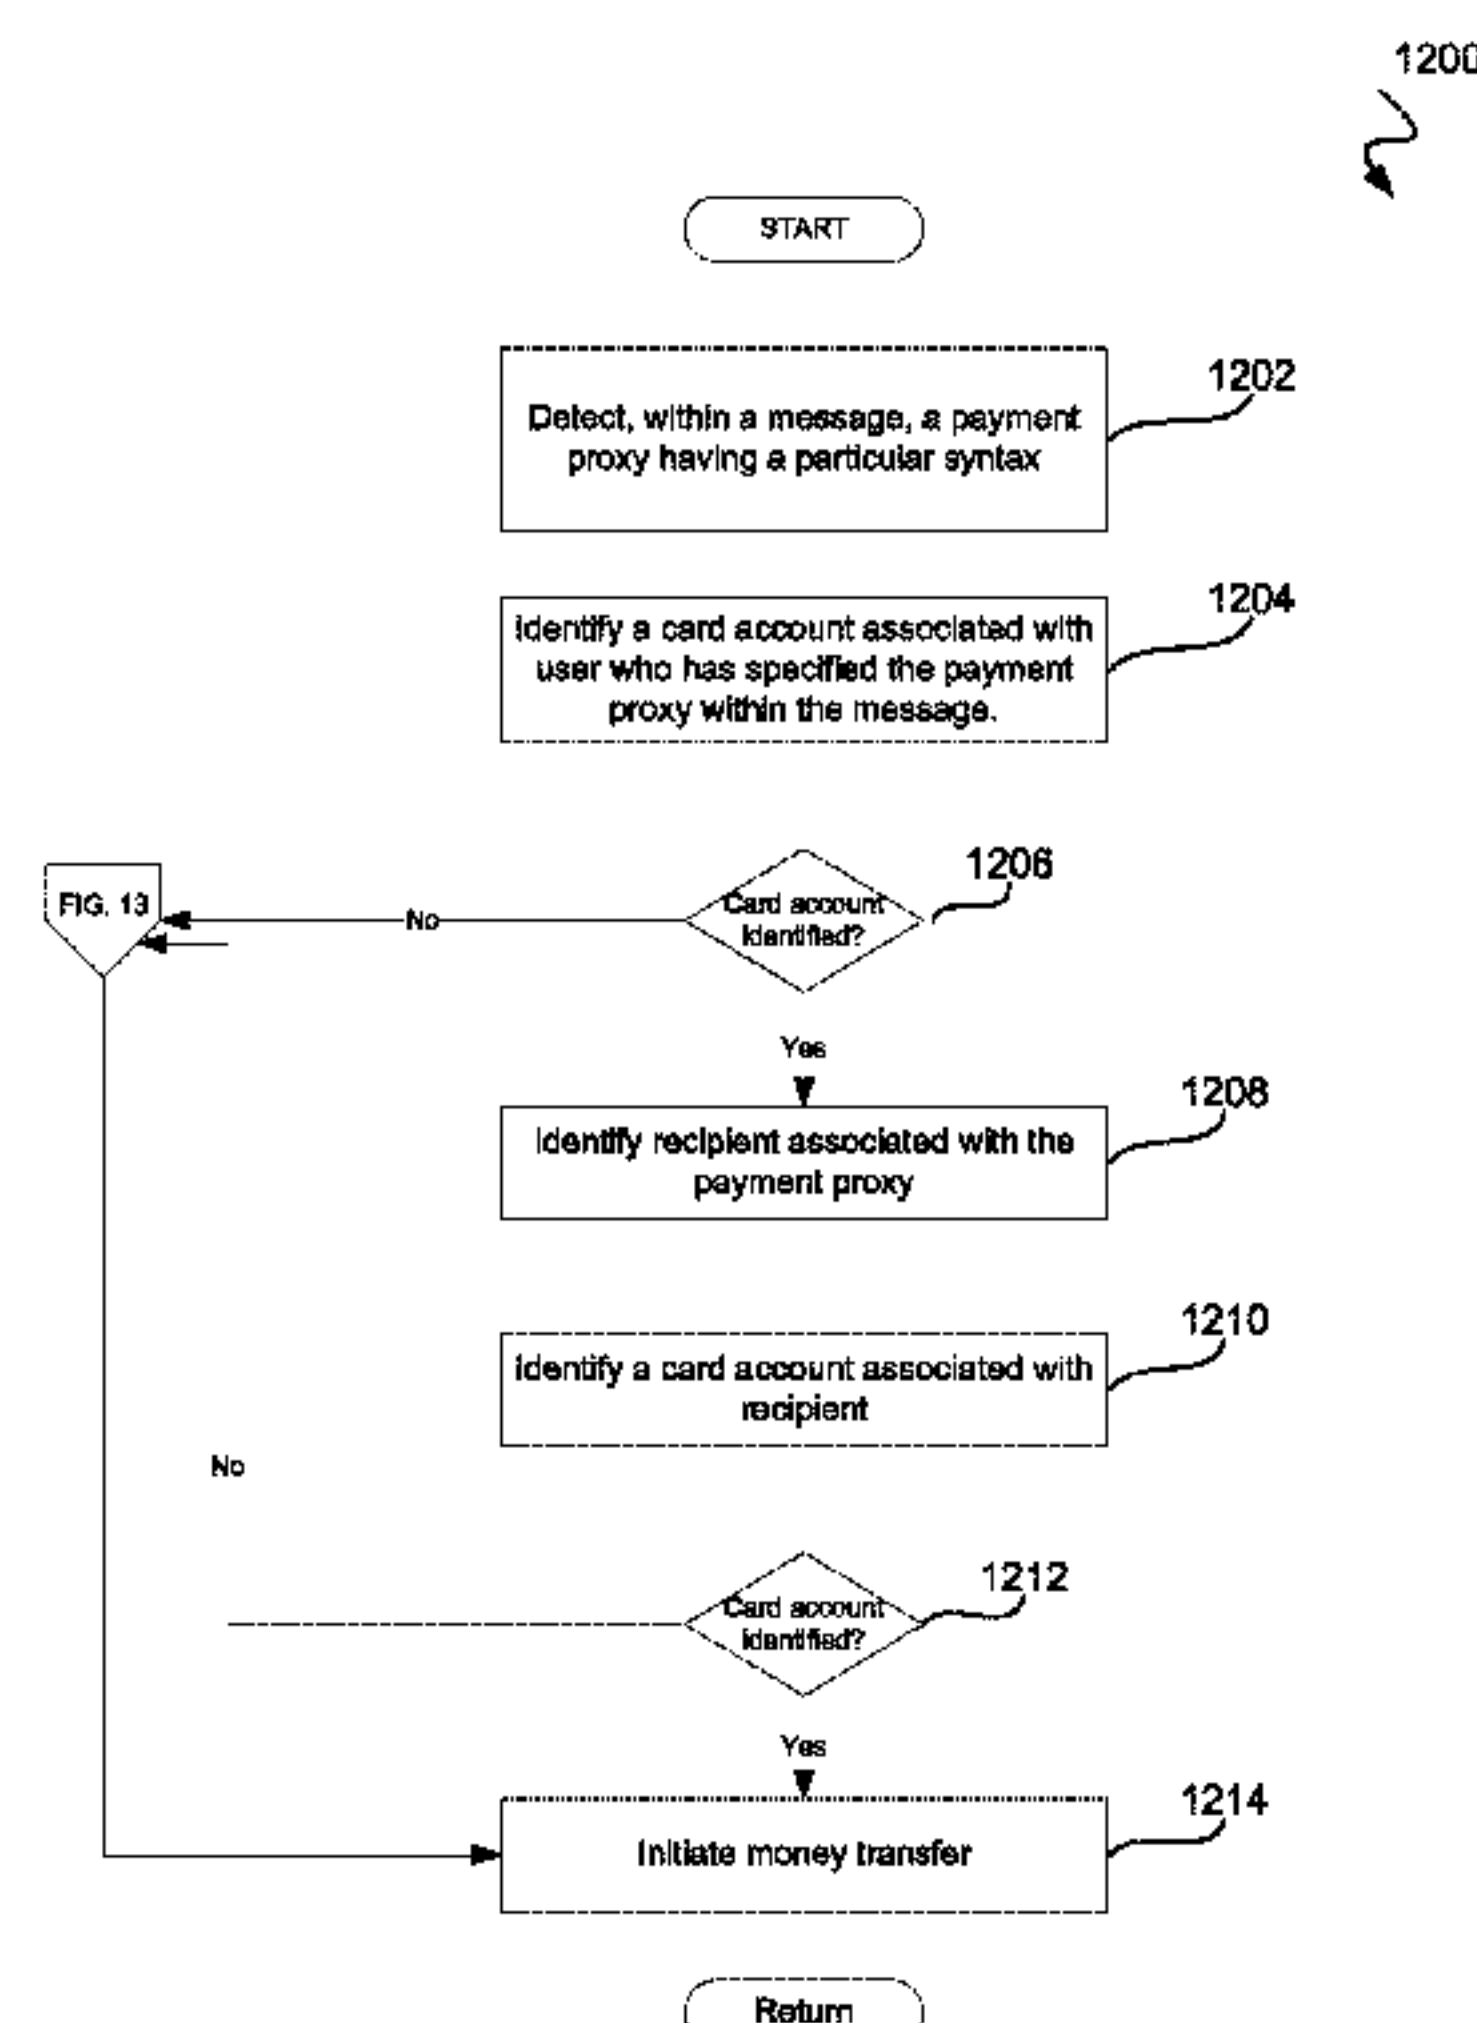 1200
START
Detect, within a message, a payment
proxy having a particular syntax
1202
Identify a card account associated with
user who has specified the payment
proxy within the message.
1204
FIG. 13
No
Card account
identified?
1206
Yes
Identify recipient associated with the
payment proxy
1208
Identify a card account associated with
recipient
1210
No
Card account
identified?
1212
Yes
Initiate money transfer
1214
Return